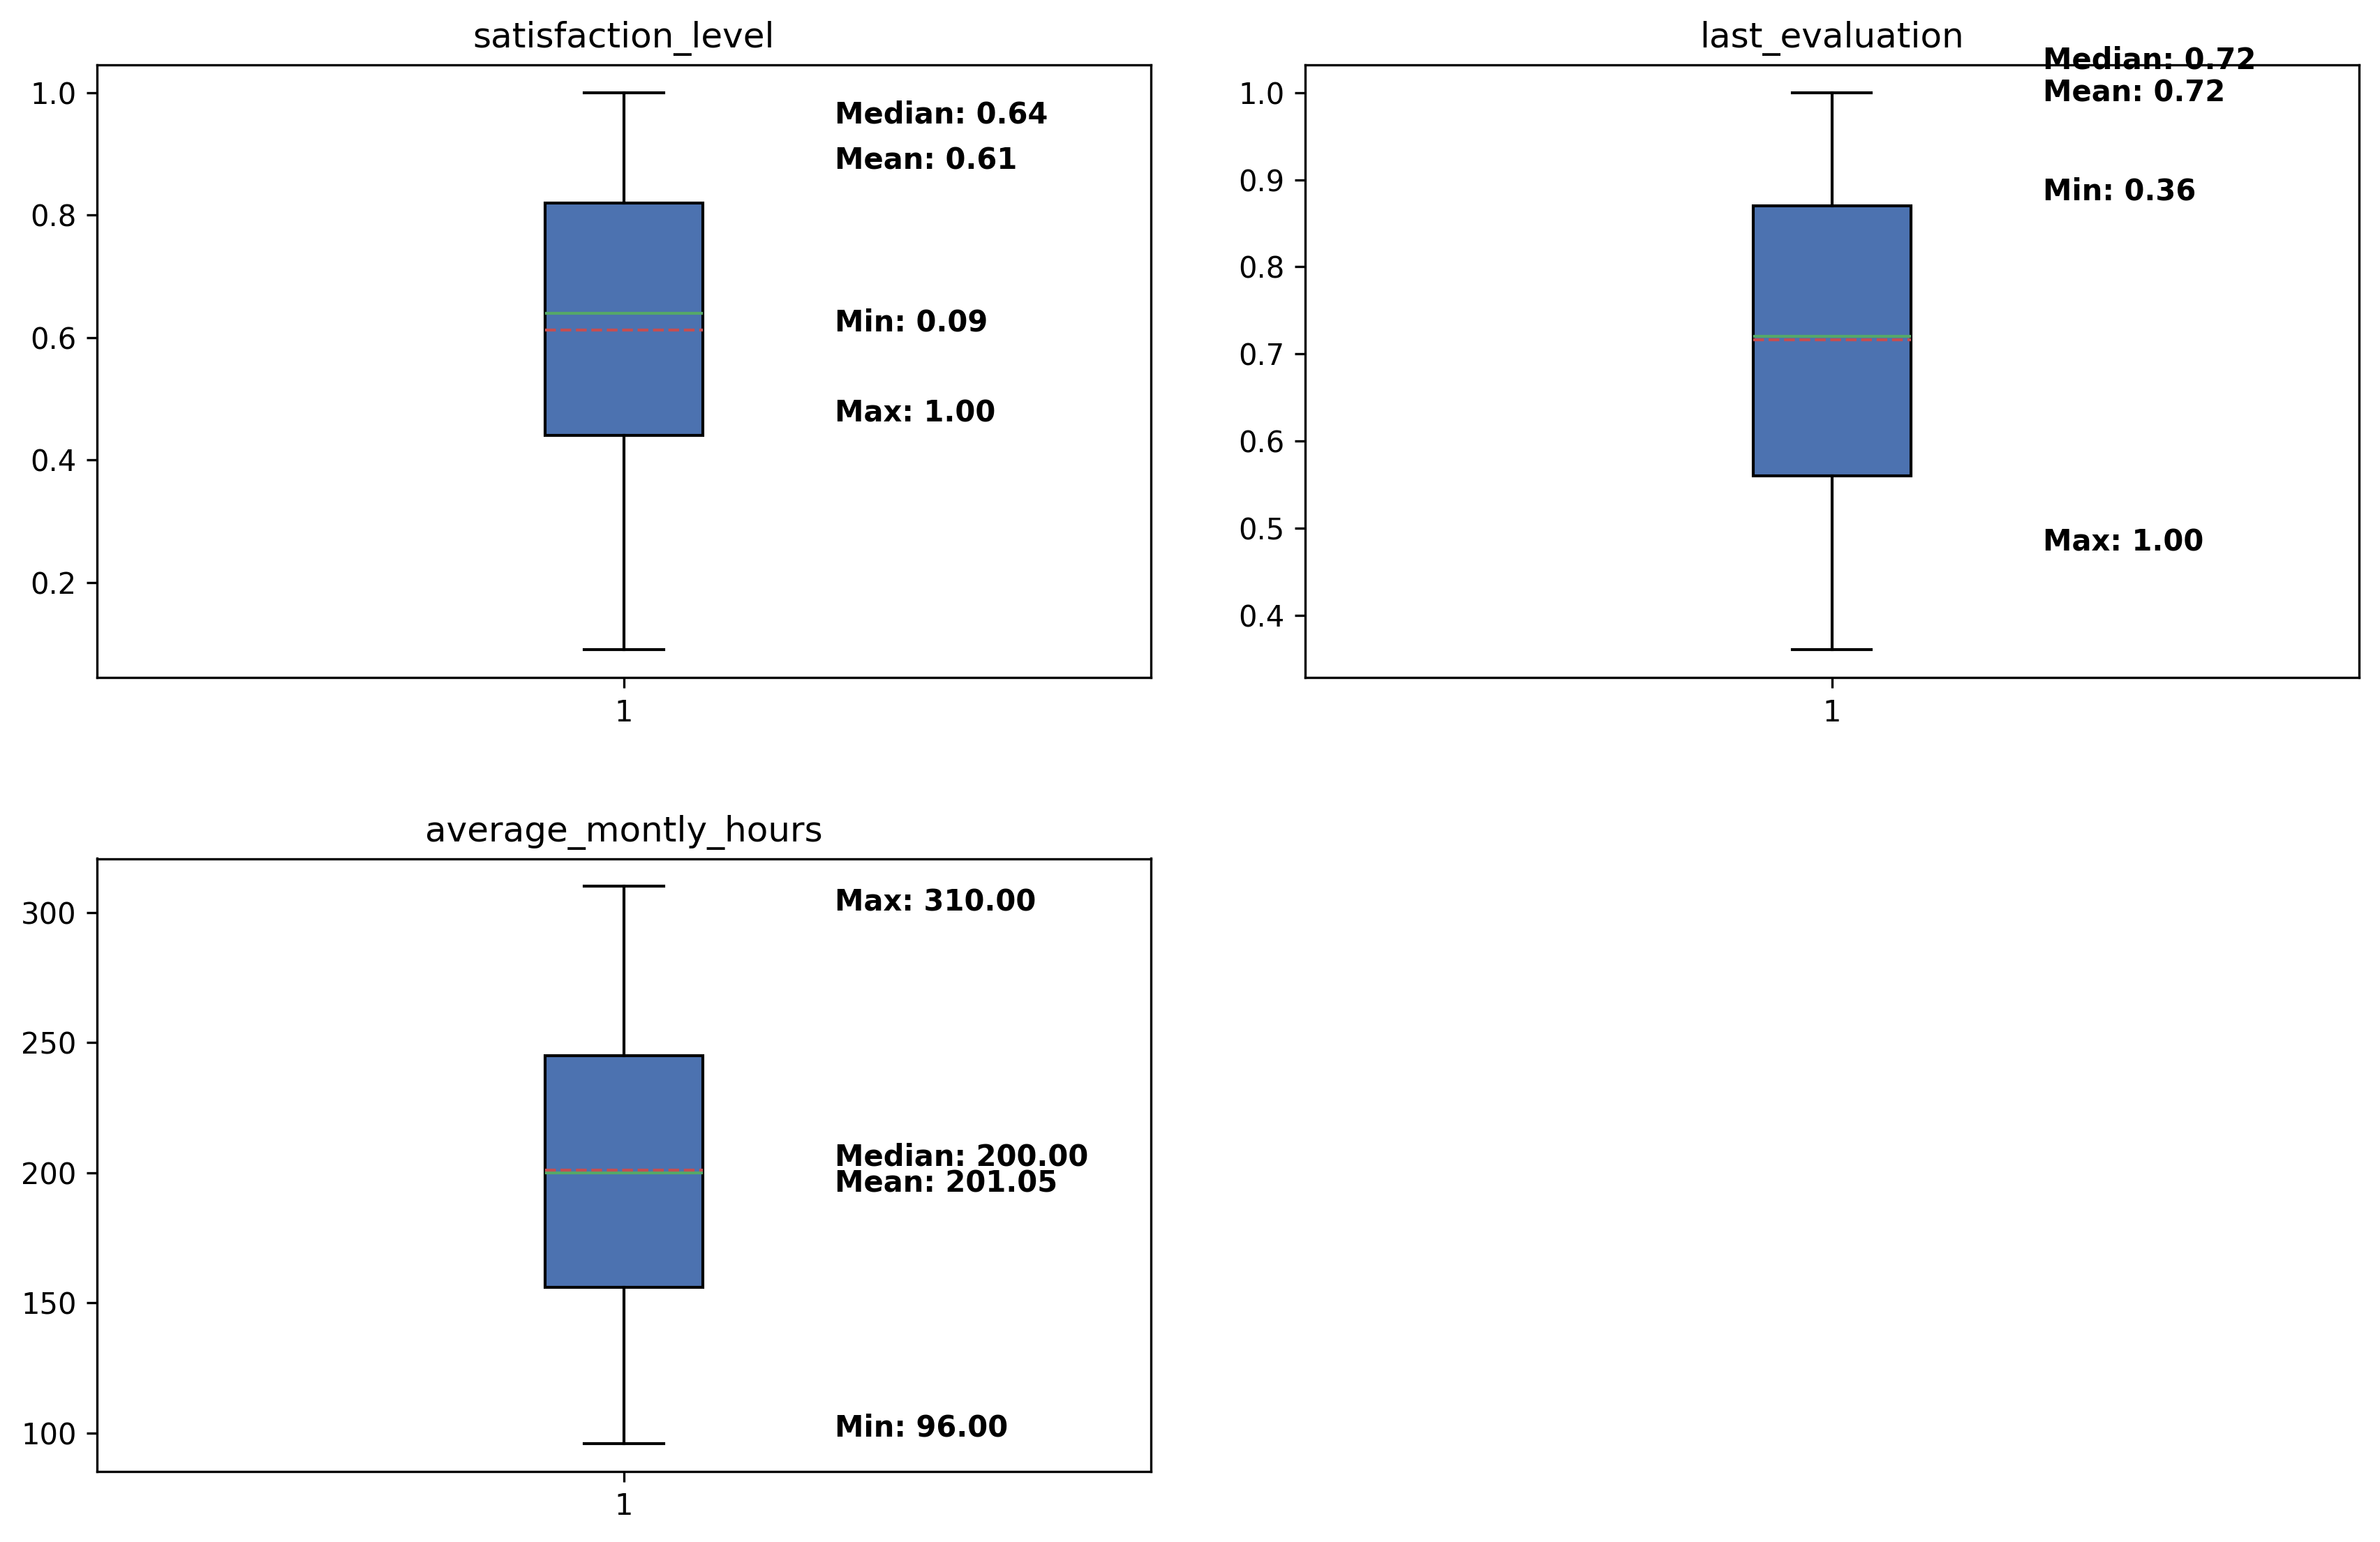 satisfaction_level
1.0
0.8
0.6
0.4
0.2
Median: 0.64
Mean: 0.61
Min: 0.09
Max: 1.00
1
last_evaluation
1.0
0.9
0.8
0.7
0.6
0.5
0.4
Median: 0.72
Mean: 0.72
Min: 0.36
Max: 1.00
1
average_montly_hours
300
250
200
150
100
Max: 310.00
Median: 200.00
Mean: 201.05
Min: 96.00
1